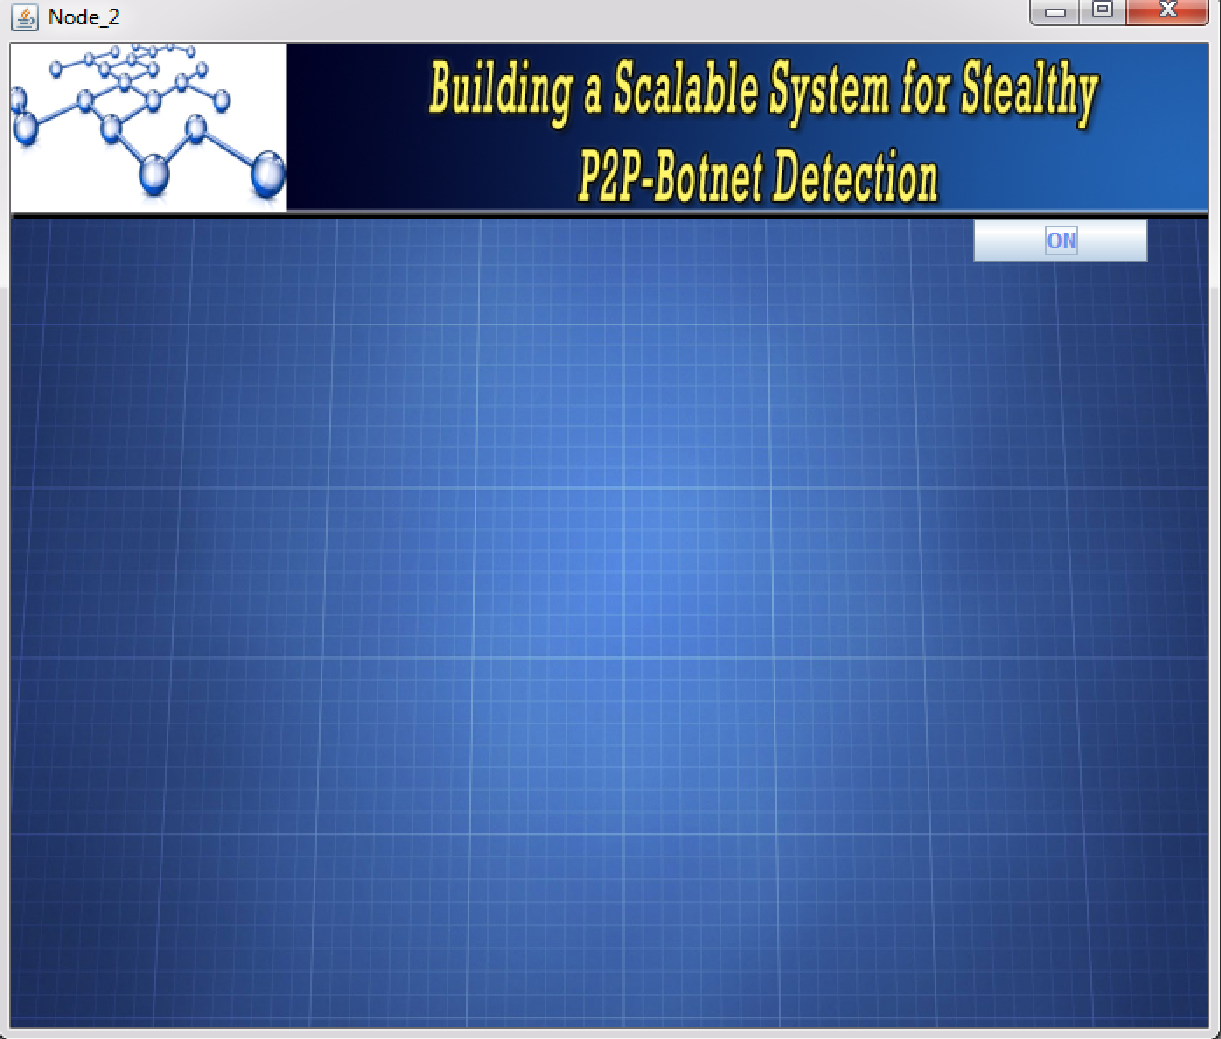 Node_2
Building a Scalable System for Stealthy
P2P-Botnet Detection
ON